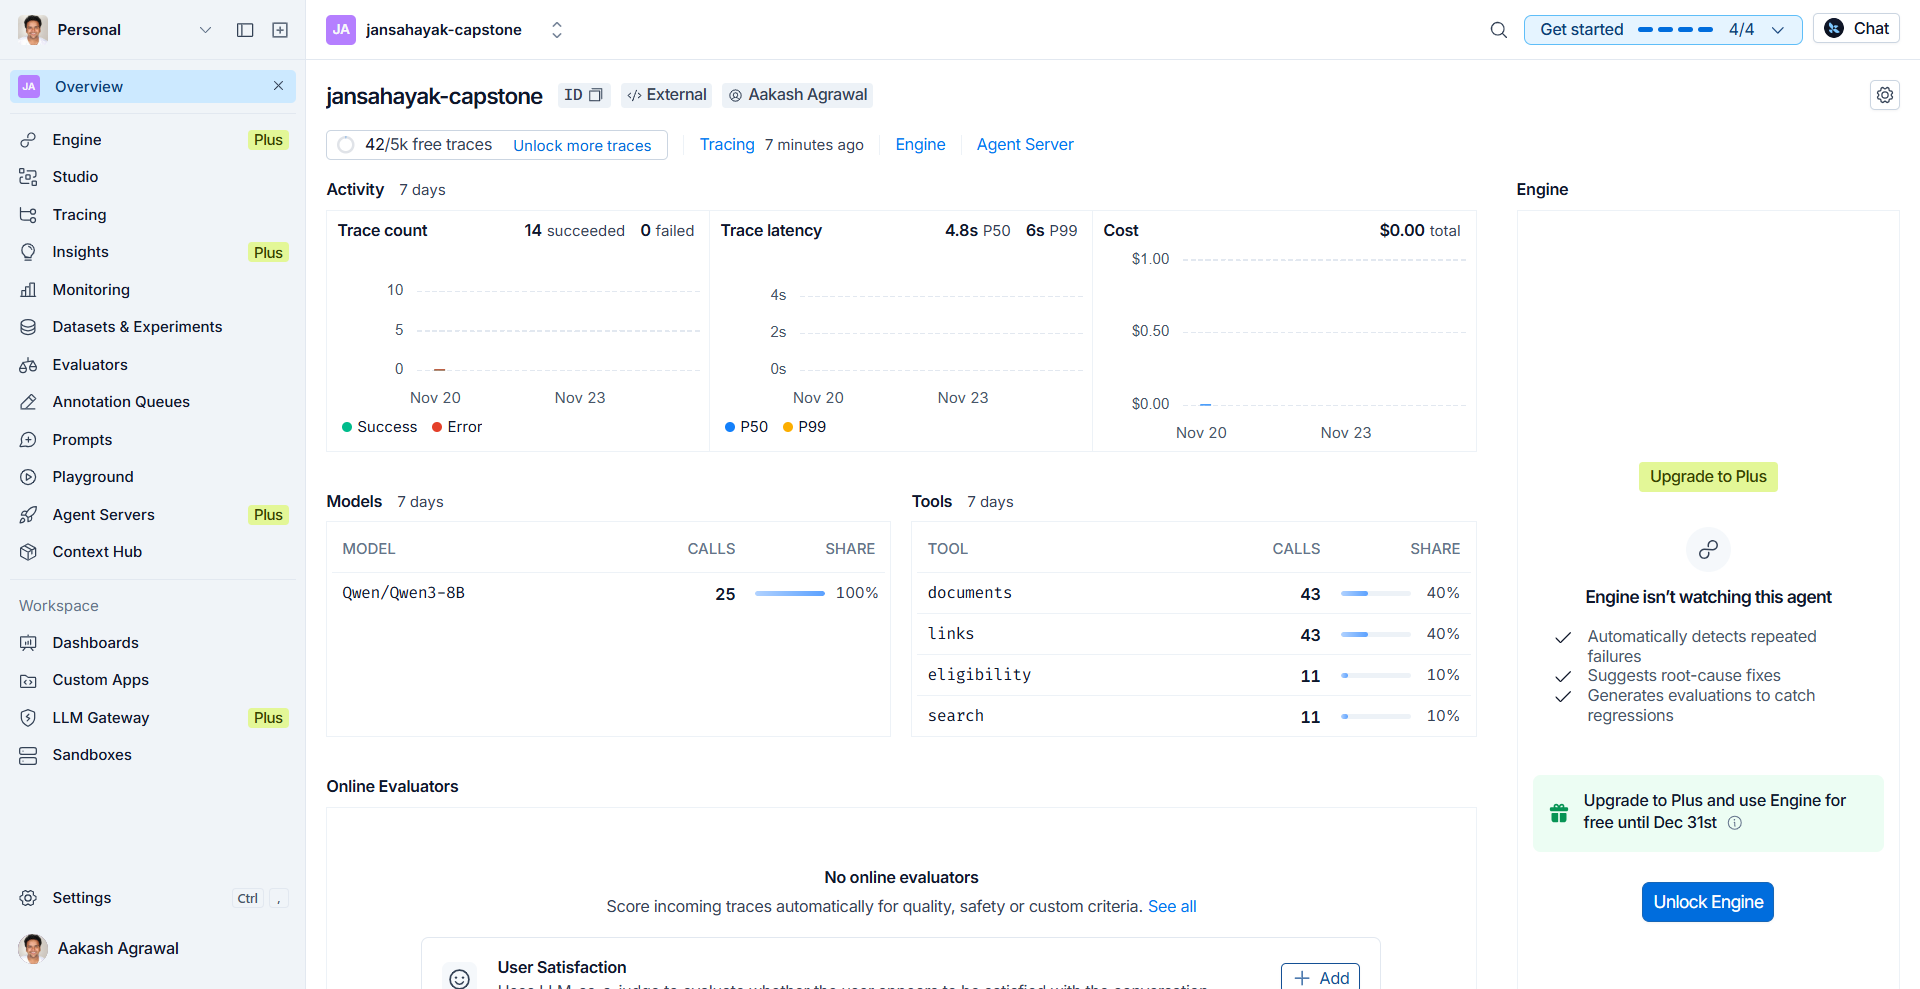 Personal
JA
Overview
Engine Plus
Studio
Tracing
Insights Plus
Monitoring
Datasets & Experiments
Evaluators
Annotation Queues
Prompts
Playground
Agent Servers Plus
Context Hub
Workspace
Dashboards
Custom Apps
LLM Gateway Plus
Sandboxes
Settings Ctrl ,
Aakash Agrawal
JA jansahayak-capstone
Get started 4/4
Chat
jansahayak-capstone ID </> External Aakash Agrawal
42/5k free traces Unlock more traces Tracing 7 minutes ago Engine Agent Server
Activity 7 days
Trace count 14 succeeded 0 failed
10
5
0
Nov 20 Nov 23
Success Error
Trace latency 4.8s P50 6s P99
4s
2s
0s
Nov 20 Nov 23
P50 P99
Cost $0.00 total
$1.00
$0.50
$0.00
Nov 20 Nov 23
Models 7 days
MODEL CALLS SHARE
Qwen/Qwen3-8B 25 100%
Tools 7 days
TOOL CALLS SHARE
documents 43 40%
links 43 40%
eligibility 11 10%
search 11 10%
Online Evaluators
No online evaluators
Score incoming traces automatically for quality, safety or custom criteria. See all
User Satisfaction
Add
Engine
Upgrade to Plus
Engine isn't watching this agent
Automatically detects repeated
failures
Suggests root-cause fixes
Generates evaluations to catch
regressions
Upgrade to Plus and use Engine for
free until Dec 31st
Unlock Engine